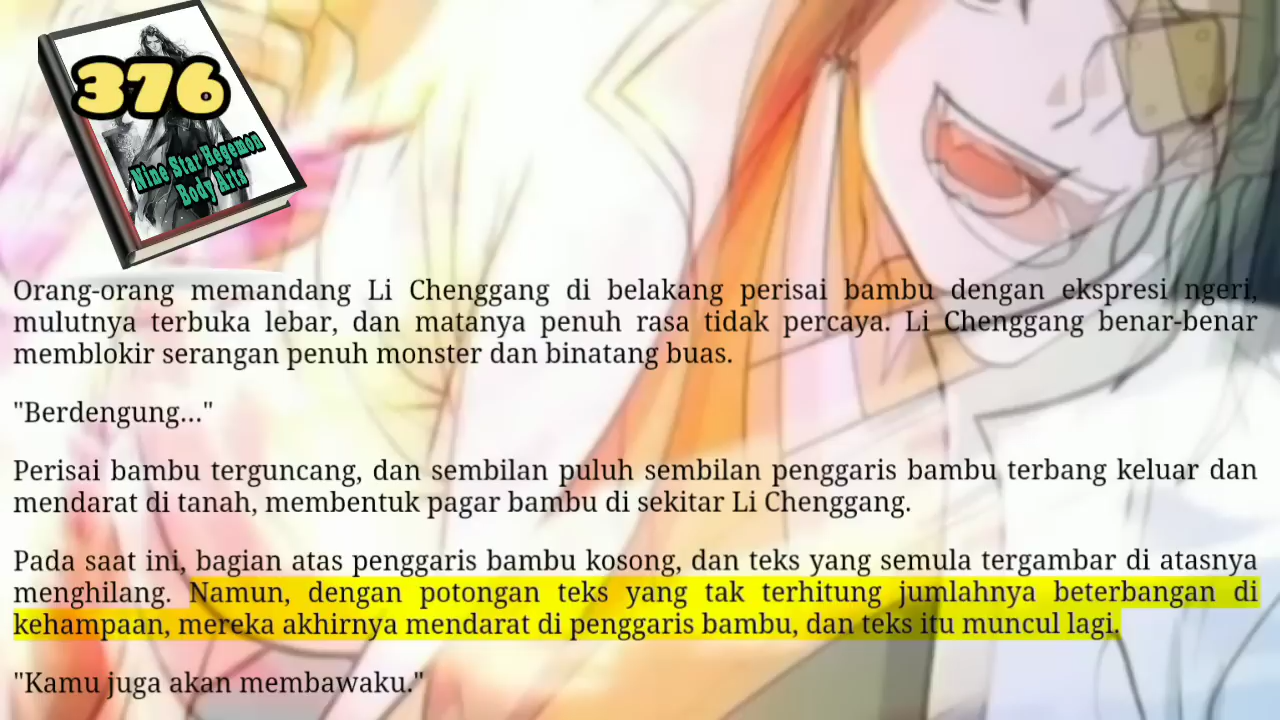 376
Nine Star Hegemon
Body Arts
Orang-orang memandang Li Chenggang di belakang perisai bambu dengan ekspresi ngeri,
mulutnya terbuka lebar, dan matanya penuh rasa tidak percaya. Li Chenggang benar-benar
memblokir serangan penuh monster dan binatang buas.
"Berdengung..."
Perisai bambu terguncang, dan sembilan puluh sembilan penggaris bambu terbang keluar dan
mendarat di tanah, membentuk pagar bambu di sekitar Li Chenggang.
Pada saat ini, bagian atas penggaris bambu kosong, dan teks yang semula tergambar di atasnya
menghilang. Namun, dengan potongan teks yang tak terhitung jumlahnya beterbangan di
kehampaan, mereka akhirnya mendarat di penggaris bambu, dan teks itu muncul lagi.
"Kamu juga akan membawaku."